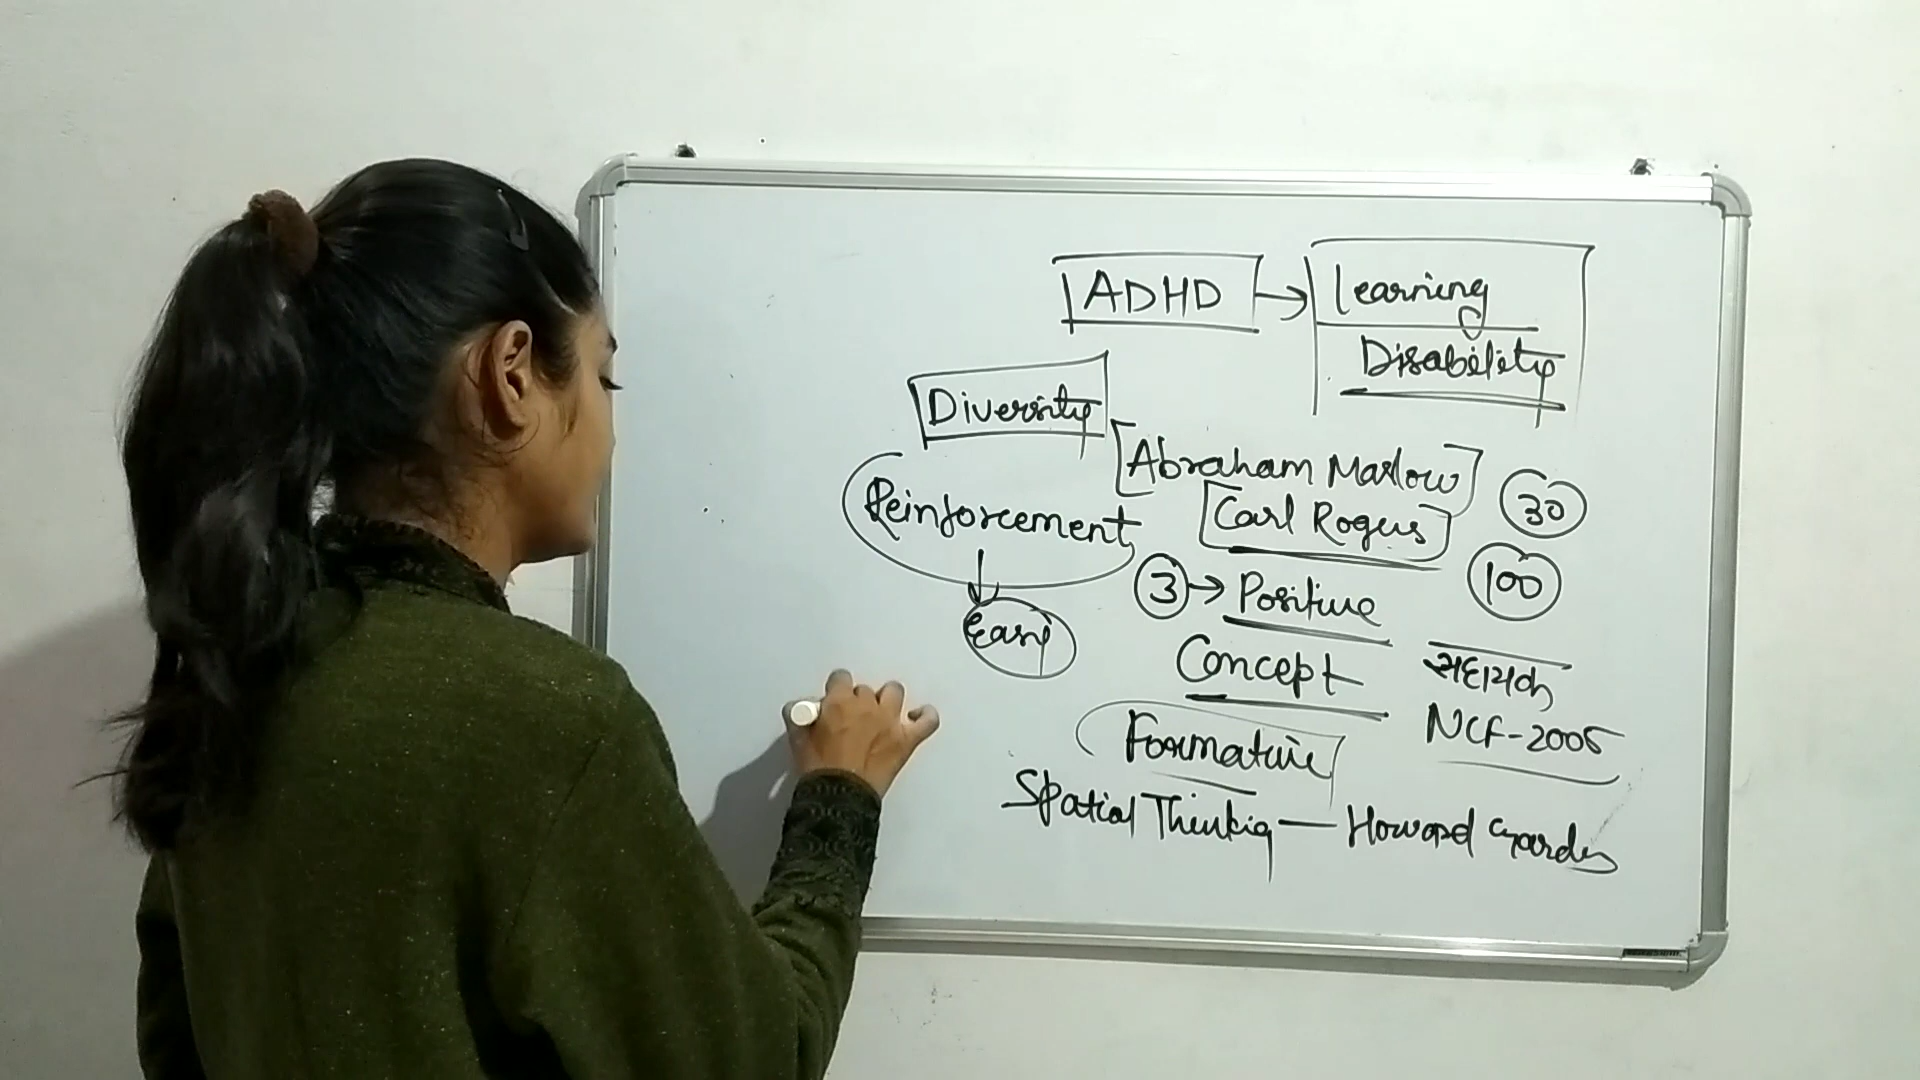 ADHD → Learning
Disability
Diversity
Abraham Maslow
Reinforcement
Carl Rogers
30
100
3 → Positive
Easy
Concept
सहायक
NCF-2005
Formative
Spatial Thinking — Howard Garden